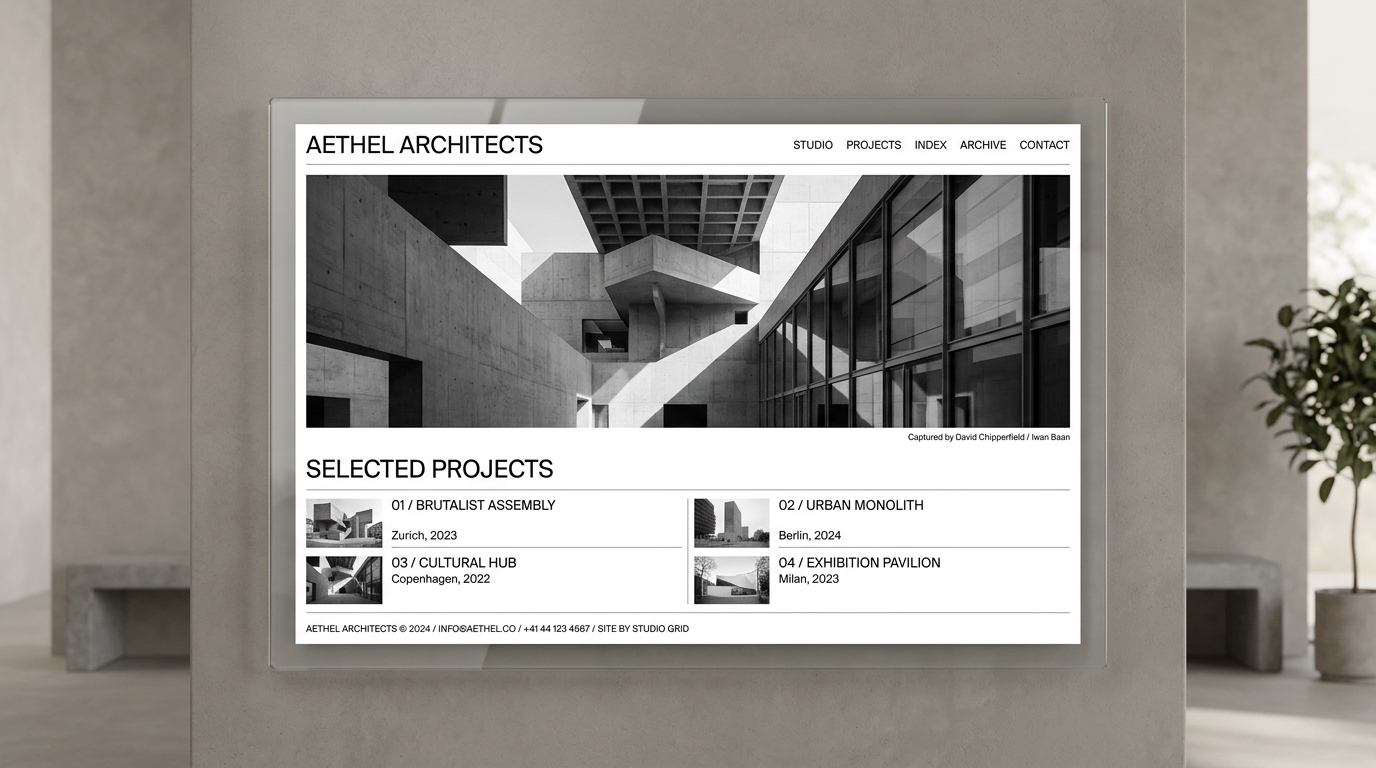 AETHEL ARCHITECTS
STUDIO PROJECTS INDEX ARCHIVE CONTACT
Captured by David Chipperfield / Iwan Baan
SELECTED PROJECTS
01 / BRUTALIST ASSEMBLY
Zurich, 2023
02 / URBAN MONOLITH
Berlin, 2024
03 / CULTURAL HUB
Copenhagen, 2022
04 / EXHIBITION PAVILION
Milan, 2023
AETHEL ARCHITECTS © 2024 / INFO@AETHEL.CO / +41 44 123 4567 / SITE BY STUDIO GRID